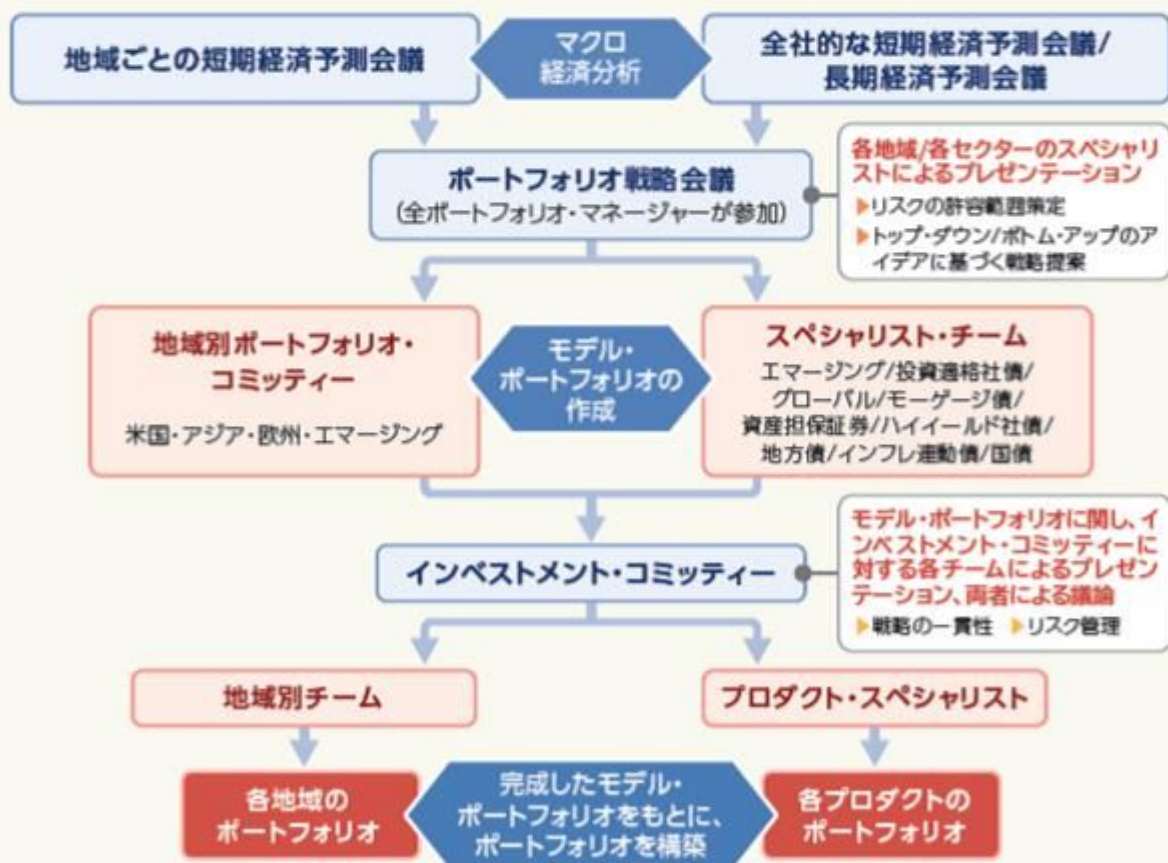 地域ごとの短期経済予測会議
マクロ
経済分析
全社的な短期経済予測会議/
長期経済予測会議
ポートフォリオ戦略会議
(全ポートフォリオ・マネージャーが参加)
各地域/各セクターのスペシャリ
ストによるプレゼンテーション
▶リスクの許容範囲策定
▶トップ・ダウン/ボトム・アップのア
イデアに基づく戦略提案
地域別ポートフォリオ・
コミッティー
米国・アジア・欧州・エマージング
モデル・
ポートフォリオの
作成
スペシャリスト・チーム
エマージング/投資適格社債/
グローバル/モーゲージ債/
資産担保証券/ハイイールド社債/
地方債/インフレ連動債/国債
インベストメント・コミッティー
モデル・ポートフォリオに関し、イ
ンベストメント・コミッティーに
対する各チームによるプレゼン
テーション、両者による議論
▶戦略の一貫性 ▶リスク管理
地域別チーム
プロダクト・スペシャリスト
各地域の
ポートフォリオ
完成したモデル・
ポートフォリオをもとに、
ポートフォリオを構築
各プロダクトの
ポートフォリオ